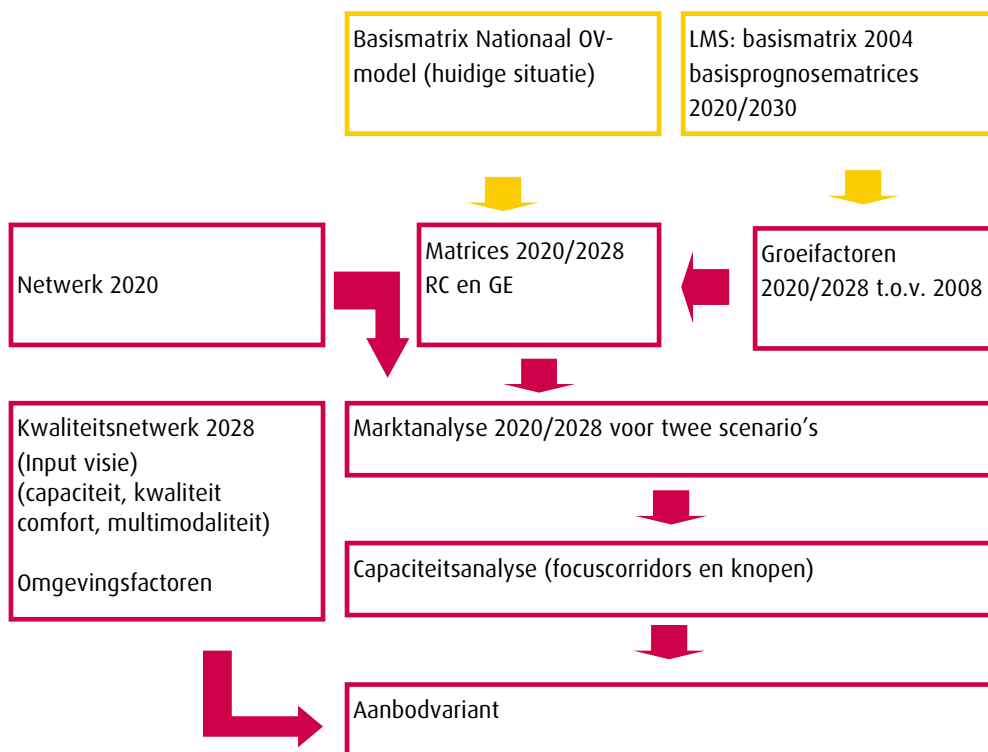 Basismatrix Nationaal OV-
model (huidige situatie)
LMS: basismatrix 2004
basisprognosematrices
2020/2030
Netwerk 2020
Matrices 2020/2028
RC en GE
Groeifactoren
2020/2028 t.o.v. 2008
Kwaliteitsnetwerk 2028
(Input visie)
(capaciteit, kwaliteit
comfort, multimodaliteit)
Omgevingsfactoren
Marktanalyse 2020/2028 voor twee scenario’s
Capaciteitsanalyse (focuscorridors en knopen)
Aanbodvariant